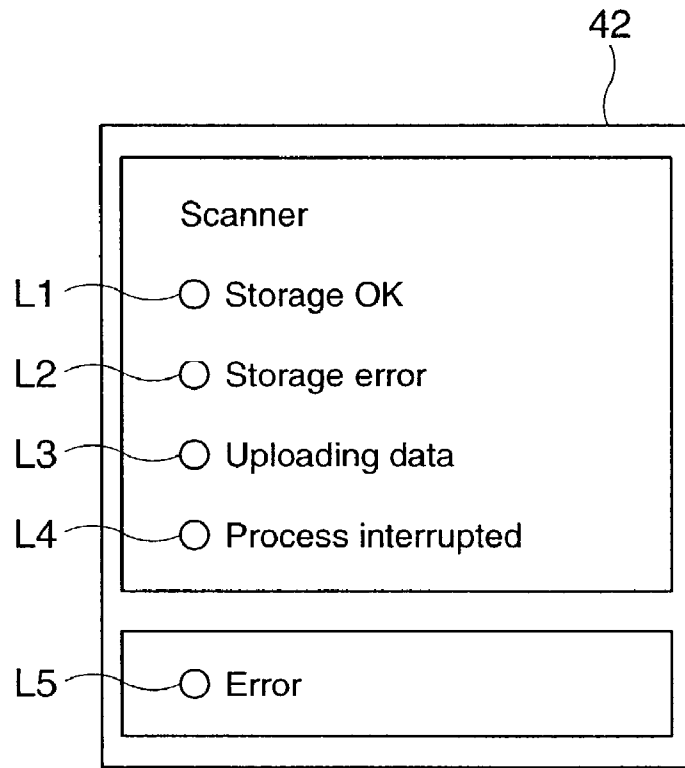 42
Scanner
L1 Storage OK
L2 Storage error
L3 Uploading data
L4 Process interrupted
L5 Error